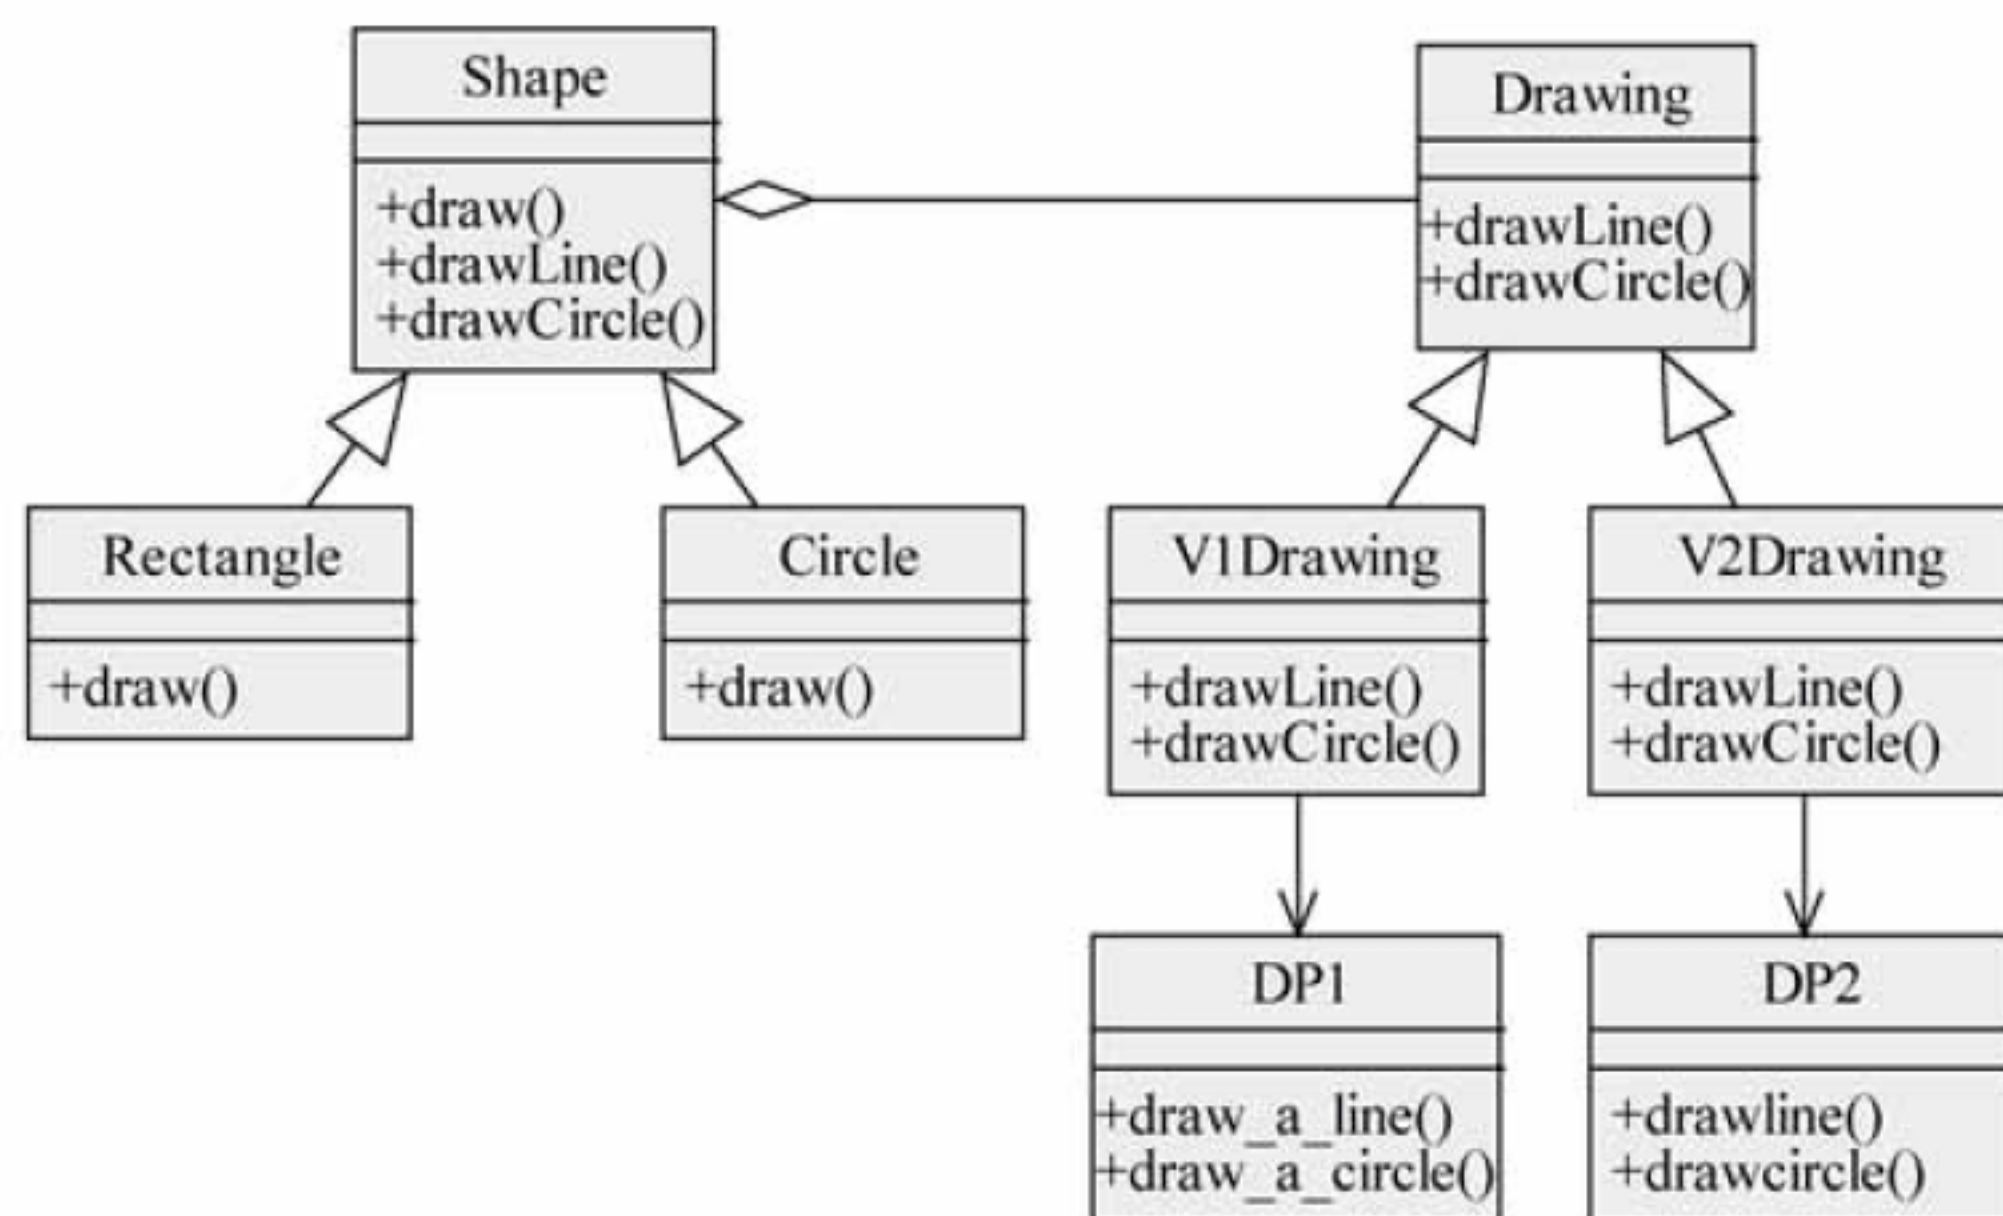 Shape
+draw()
+drawLine()
+drawCircle()
Drawing
+drawLine()
+drawCircle()
Rectangle
+draw()
Circle
+draw()
V1Drawing
+drawLine()
+drawCircle()
V2Drawing
+drawLine()
+drawCircle()
DP1
+draw_a_line()
+draw_a_circle()
DP2
+drawline()
+drawcircle()